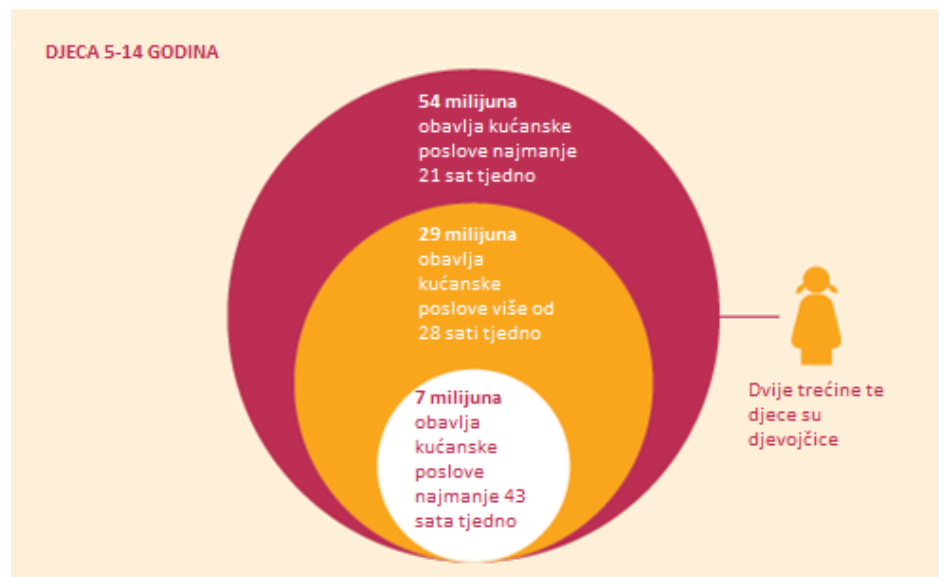 DJECA 5-14 GODINA
54 milijuna
obavlja kućanske
poslove najmanje
21 sat tjedno
29 milijuna
obavlja
kućanske
poslove više od
28 sati tjedno
7 milijuna
obavlja
kućanske
poslove
najmanje 43
sata tjedno
Dvije trećine te
djece su
djevojčice